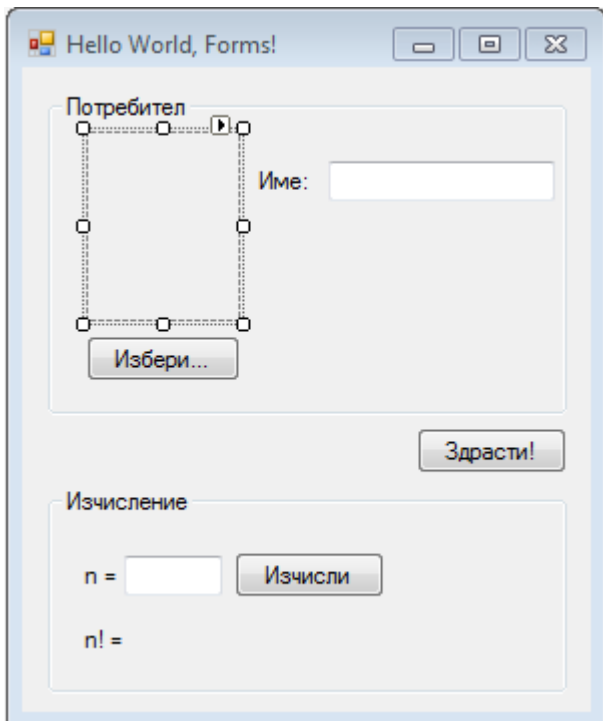 Hello World, Forms!
Потребител
Име:
Избери...
Здрасти!
Изчисление
n =
Изчисли
n! =